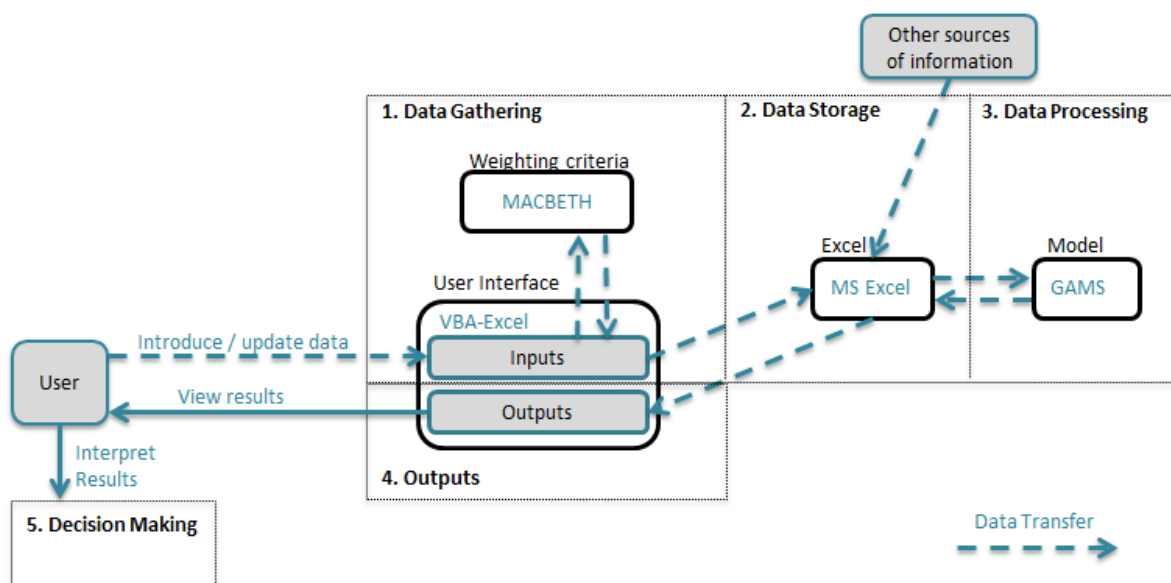 Other sources
of information
1. Data Gathering
2. Data Storage
3. Data Processing
Weighting criteria
MACBETH
Excel
Model
MS Excel
GAMS
User Interface
VBA-Excel
Introduce / update data
Inputs
User
View results
Outputs
Interpret
Results
4. Outputs
5. Decision Making
Data Transfer